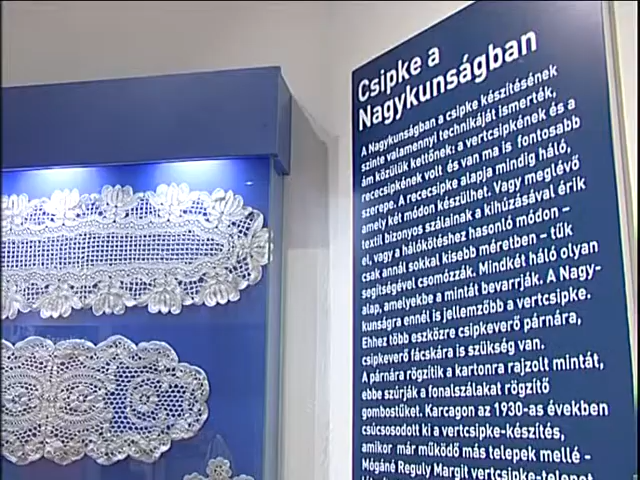 Csipke a
Nagykunságban
A Nagykunságban a csipke készítésének
szinte valamennyi technikáját ismerték,
ám közülük kettőnek: a vertcsipkének és a
rececsipkének volt és van ma is fontosabb
szerepe. A rececsipke alapja mindig háló,
amely két módon készülhet. Vagy meglévő
textil bizonyos szálainak a kihúzásával érik
el, vagy a hálókötéshez hasonló módon –
csak annál sokkal kisebb méretben – tűk
segítségével csomózzák. Mindkét háló olyan
alap, amelyekbe a mintát bevarrják. A Nagy-
kunságra ennél is jellemzőbb a vertcsipke.
Ehhez több eszközre csipkeverő párnára,
csipkeverő fácskára is szükség van.
A párnára rögzítik a kartonra rajzolt mintát,
ebbe szúrják a fonalszálakat rögzítő
gombostűket. Karcagon az 1930-as években
csúcsosodott ki a vertcsipke-készítés,
amikor már működő más telepek mellé –
Mógáné Reguly Margit vertcsipke-telepet